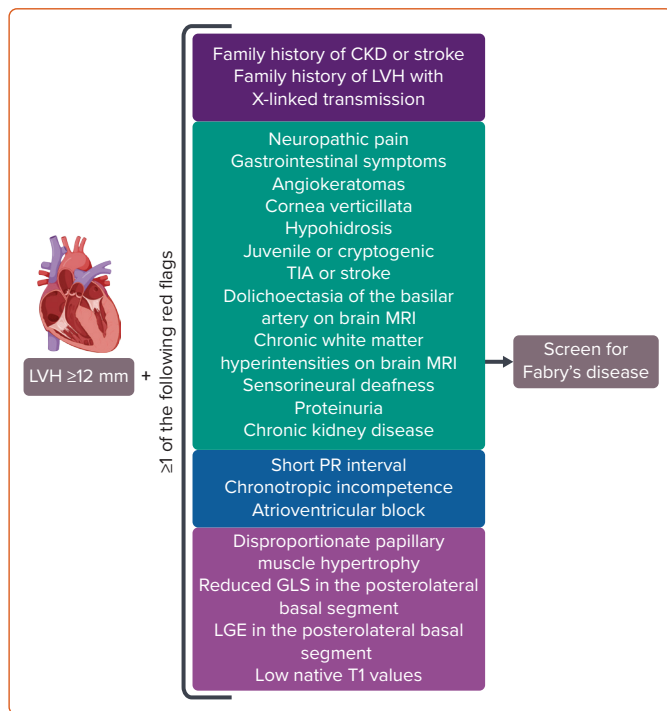 Family history of CKD or stroke
Family history of LVH with
X-linked transmission
Neuropathic pain
Gastrointestinal symptoms
Angiokeratomas
Cornea verticillata
Hypohidrosis
Juvenile or cryptogenic
TIA or stroke
Dolichoectasia of the basilar
artery on brain MRI
Chronic white matter
hyperintensities on brain MRI
Sensorineural deafness
Proteinuria
Chronic kidney disease
Short PR interval
Chronotropic incompetence
Atrioventricular block
Disproportionate papillary
muscle hypertrophy
Reduced GLS in the posterolateral
basal segment
LGE in the posterolateral basal
segment
Low native T1 values
LVH ≥12 mm
+
≥1 of the following red flags
Screen for
Fabry's disease